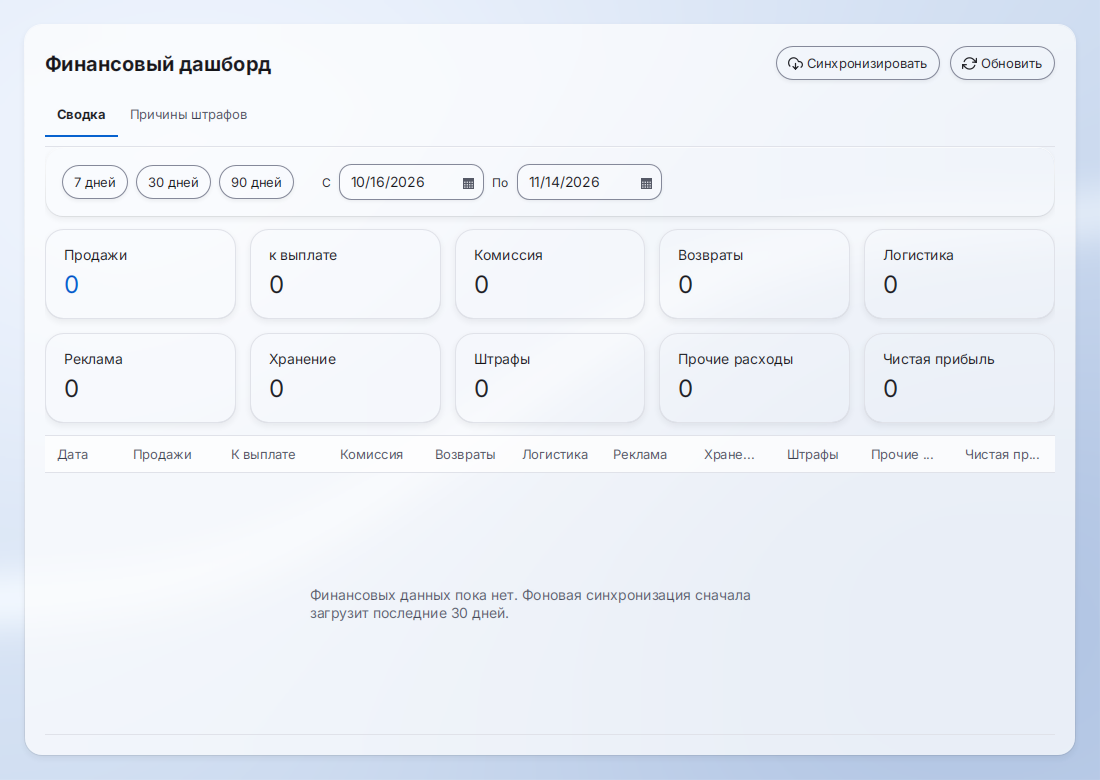 Финансовый дашборд
Синхронизировать
Обновить
Сводка
Причины штрафов
7 дней
30 дней
90 дней
С
10/16/2026
По
11/14/2026
Продажи
0
к выплате
0
Комиссия
0
Возвраты
0
Логистика
0
Реклама
0
Хранение
0
Штрафы
0
Прочие расходы
0
Чистая прибыль
0
Дата
Продажи
К выплате
Комиссия
Возвраты
Логистика
Реклама
Хране...
Штрафы
Прочие ...
Чистая пр...
Финансовых данных пока нет. Фоновая синхронизация сначала
загрузит последние 30 дней.